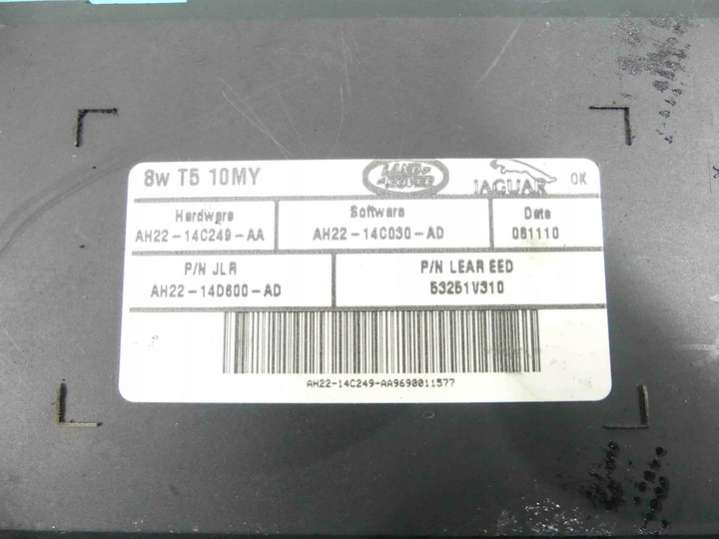 8w T5 10MY LAND ROVER JAGUAR OK
Hardware Software Date
AH22-14C249-AA AH22-14C030-AD 081110
P/N JLR P/N LEAR EED
AH22-14D600-AD 53251V310
AH22-14C249-AA9690011577